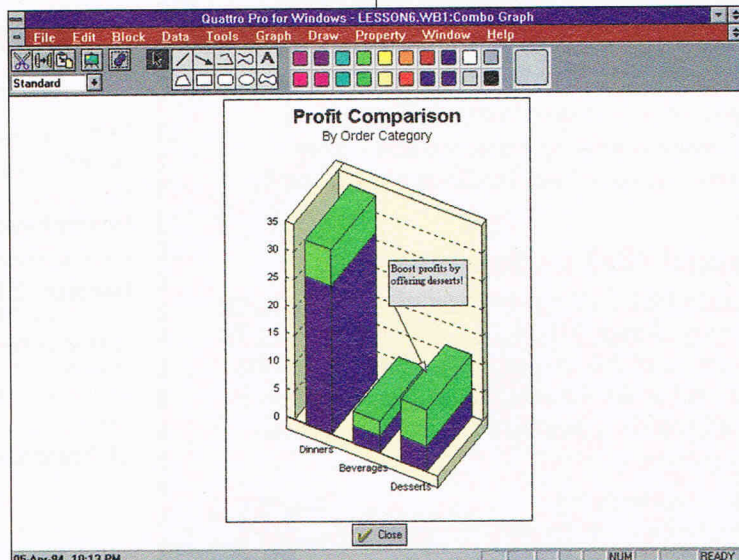 Quattro Pro for Windows - LESSON6.WB1:Combo Graph
File Edit Block Data Tools Graph Draw Property Window Help
A
Standard
Profit Comparison
By Order Category
35
30
25
20
15
10
5
0
Boost profits by
offering desserts!
Dinners
Beverages
Desserts
Close
05-Apr-94 10:13 PM NUM READY